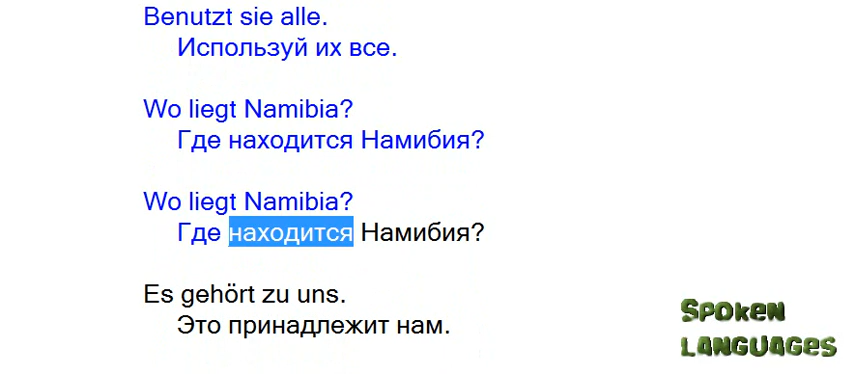 Benutzt sie alle.
Используй их все.
Wo liegt Namibia?
Где находится Намибия?
Wo liegt Namibia?
Где находится Намибия?
Es gehört zu uns.
Это принадлежит нам.
Spoken
Languages